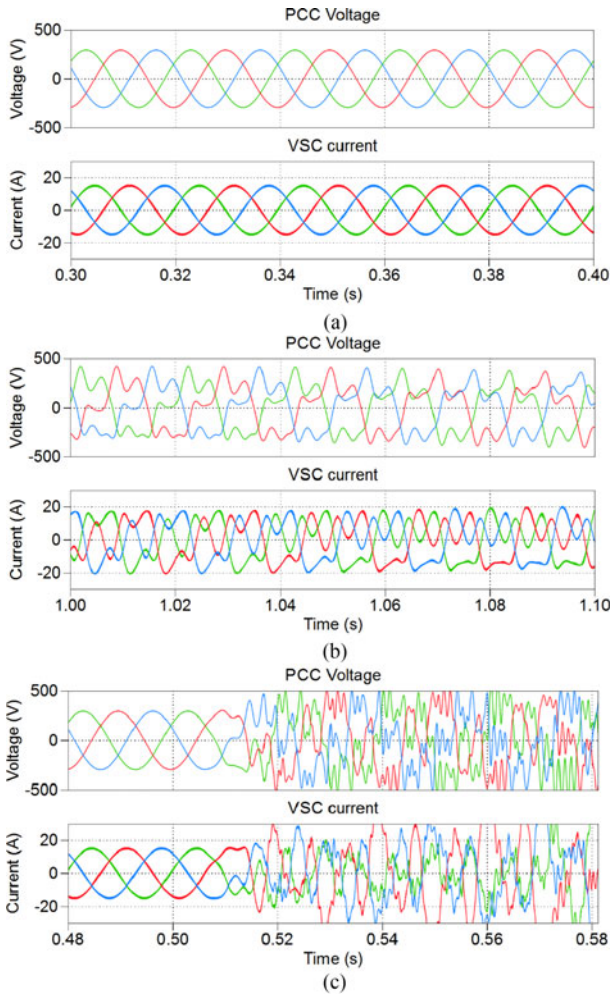 PCC Voltage
500
0
-500
Voltage (V)
VSC current
20
0
-20
Current (A)
0.30 0.32 0.34 0.36 0.38 0.40
Time (s)
(a)
PCC Voltage
500
0
-500
Voltage (V)
VSC current
20
0
-20
Current (A)
1.00 1.02 1.04 1.06 1.08 1.10
Time (s)
(b)
PCC Voltage
500
0
-500
Voltage (V)
VSC current
20
0
-20
Current (A)
0.48 0.50 0.52 0.54 0.56 0.58
Time (s)
(c)